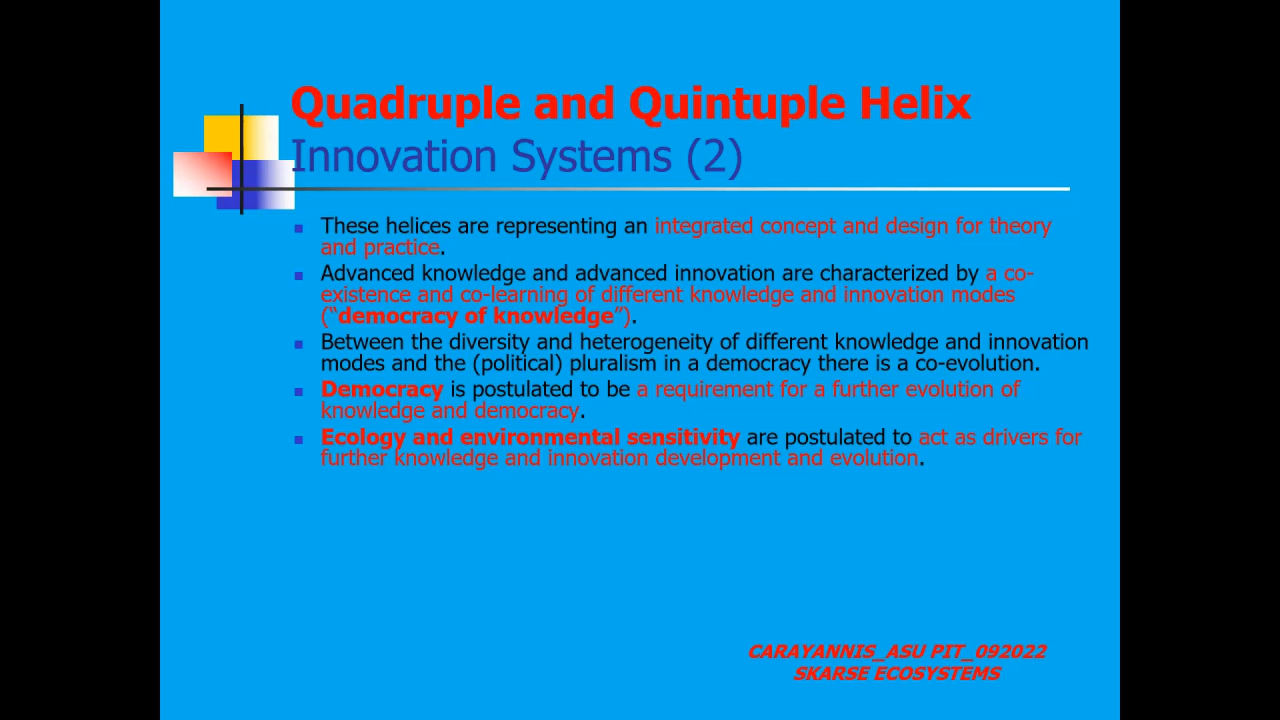 Quadruple and Quintuple Helix
Innovation Systems (2)
These helices are representing an integrated concept and design for theory
and practice.
Advanced knowledge and advanced innovation are characterized by a co-
existence and co-learning of different knowledge and innovation modes
(“democracy of knowledge”).
Between the diversity and heterogeneity of different knowledge and innovation
modes and the (political) pluralism in a democracy there is a co-evolution.
Democracy is postulated to be a requirement for a further evolution of
knowledge and democracy.
Ecology and environmental sensitivity are postulated to act as drivers for
further knowledge and innovation development and evolution.
CARAYANNIS_ASU PIT_092022
SKARSE ECOSYSTEMS